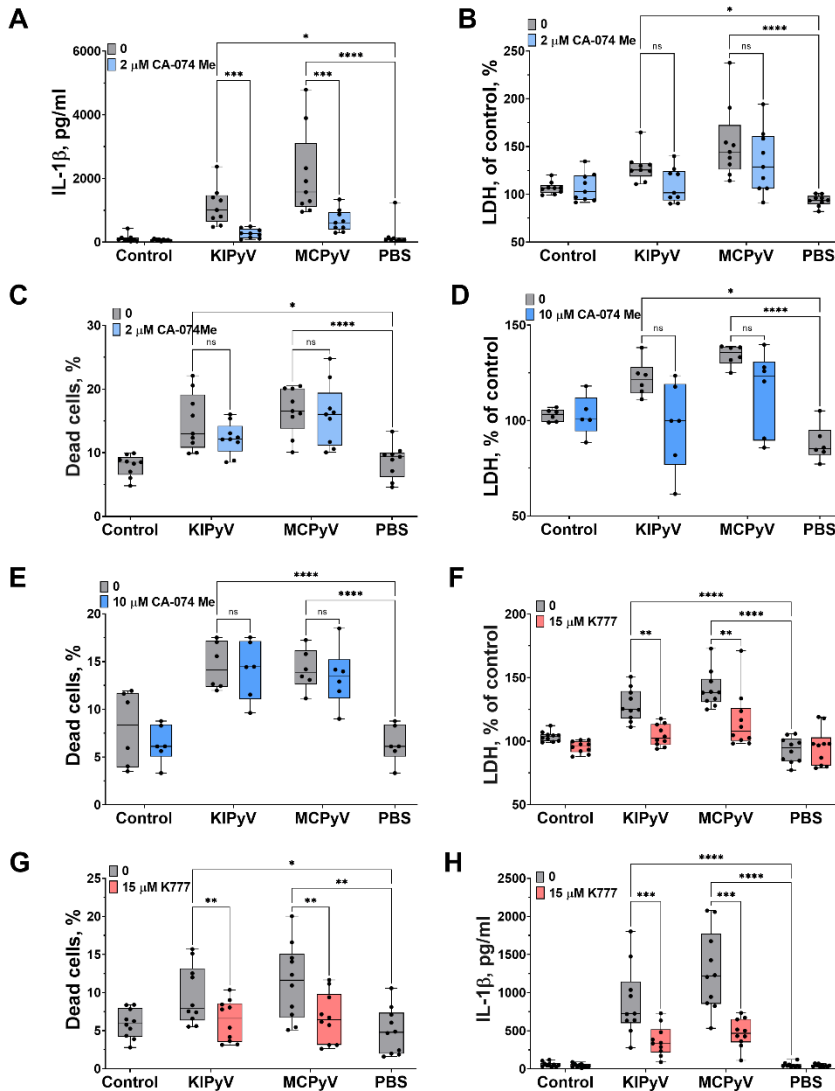 A
0
2 μM CA-074 Me
IL-1β, pg/ml
6000
4000
2000
0
*
****
***
***
Control KIPyV MCPyV PBS
B
0
2 μM CA-074 Me
LDH, of control, %
250
200
150
100
50
*
****
ns
ns
Control KIPyV MCPyV PBS
C
0
2 μM CA-074Me
Dead cells, %
30
20
10
0
*
****
ns
ns
Control KIPyV MCPyV PBS
D
0
10 μM CA-074 Me
LDH, % of control
150
100
50
*
****
ns
ns
Control KIPyV MCPyV PBS
E
0
10 μM CA-074 Me
Dead cells, %
20
15
10
5
0
****
****
ns
ns
Control KIPyV MCPyV PBS
F
0
15 μM K777
LDH, % of control
250
200
150
100
50
****
****
**
**
Control KIPyV MCPyV PBS
G
0
15 μM K777
Dead cells, %
25
20
15
10
5
0
*
**
**
**
Control KIPyV MCPyV PBS
H
0
15 μM K777
IL-1β, pg/ml
2500
2000
1500
1000
500
0
****
****
***
***
Control KIPyV MCPyV PBS